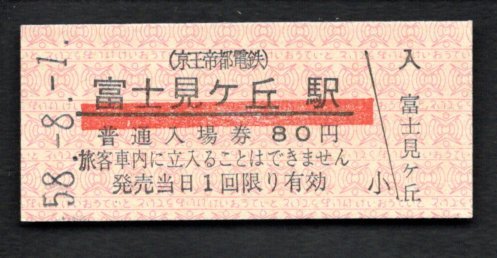 58.-8.-1.
(京王帝都電鉄)
富士見ケ丘 駅
普通入場券 80円
旅客車内に立入ることはできません
発売当日1回限り有効
小
入 富士見ケ丘